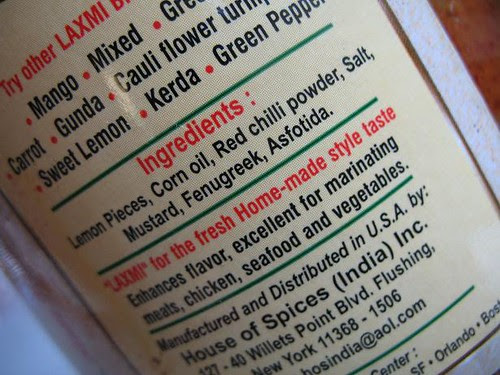 Try other LAXMI
• Mango • Mixed •
Carrot • Gunda • Cauli flower
• Sweet Lemon • Kerda • Green Pepper
Ingredients :
Lemon Pieces, Corn oil, Red chilli powder, Salt,
Mustard, Fenugreek, Asfotida.
"LAXMI" for the fresh Home-made style taste
Enhances flavor, excellent for marinating
meats, chicken, seafood and vegetables.
Manufactured and Distributed in U.S.A. by:
House of Spices (India) Inc.
127 - 40 Willets Point Blvd. Flushing,
New York 11368 - 1506
hosindia@aol.com
Center :
SF • Orlando •